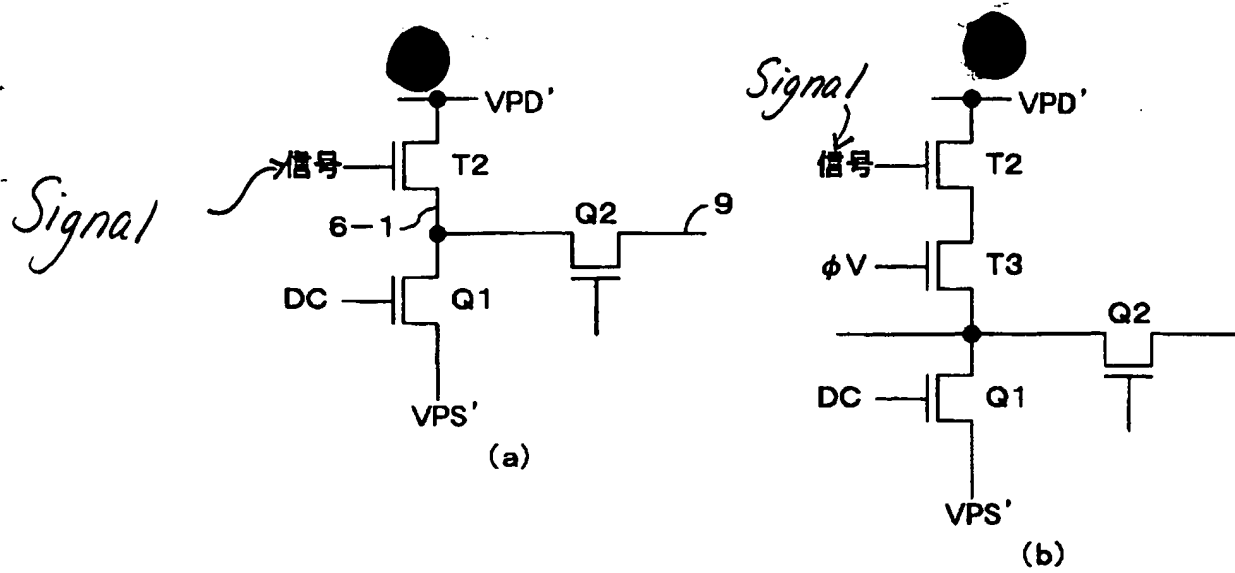 VPD'
信号
T2
Signal
6-1
Q2
9
DC
Q1
VPS'
(a)
Signal
VPD'
信号
T2
φV
T3
Q2
DC
Q1
VPS'
(b)